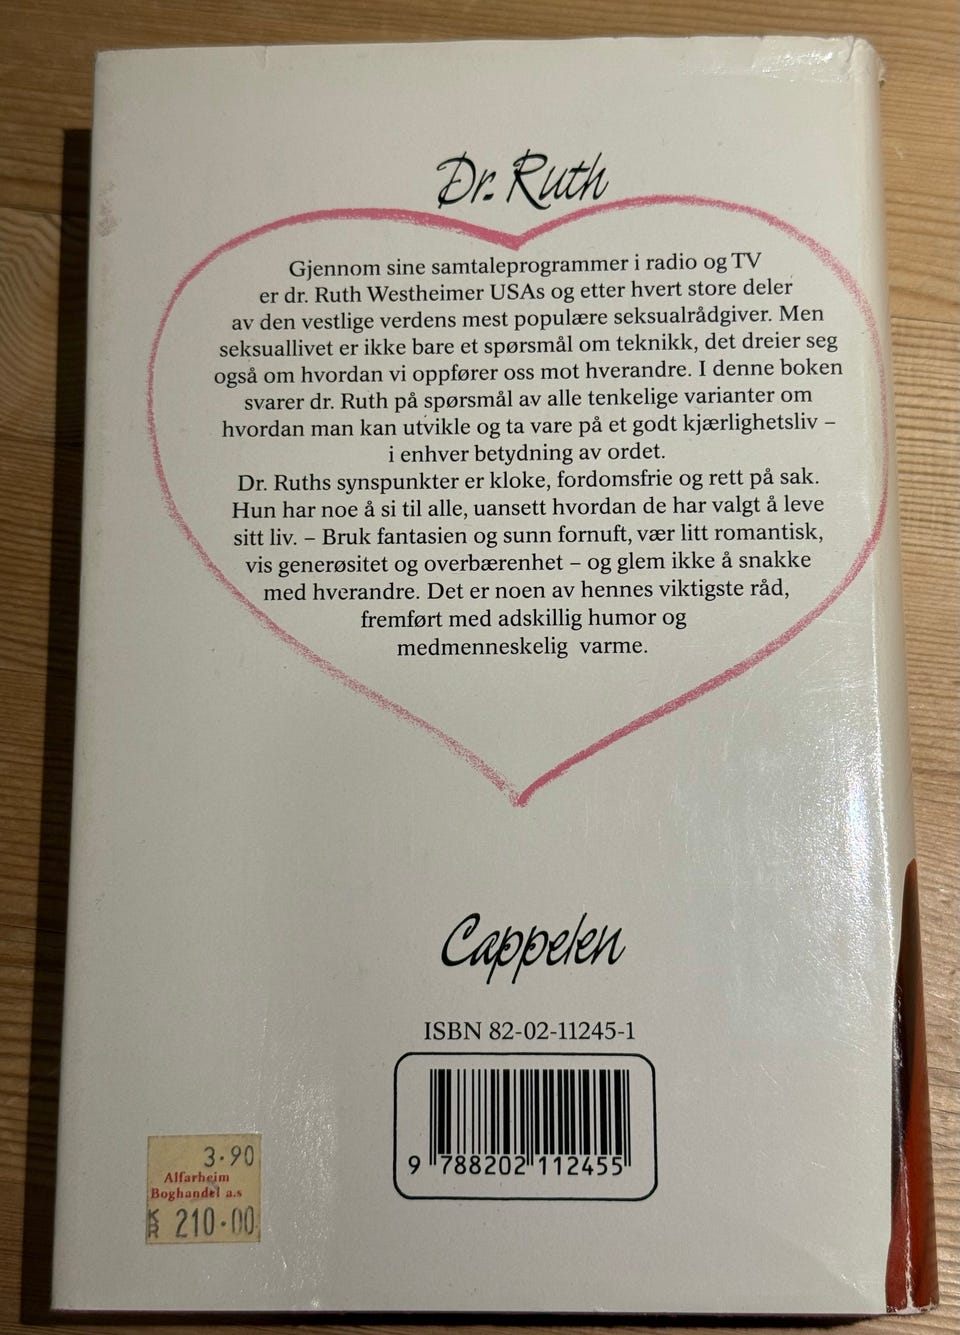 Dr. Ruth
Gjennom sine samtaleprogrammer i radio og TV
er dr. Ruth Westheimer USAs og etter hvert store deler
av den vestlige verdens mest populære seksualrådgiver. Men
seksuallivet er ikke bare et spørsmål om teknikk, det dreier seg
også om hvordan vi oppfører oss mot hverandre. I denne boken
svarer dr. Ruth på spørsmål av alle tenkelige varianter om
hvordan man kan utvikle og ta vare på et godt kjærlighetsliv –
i enhver betydning av ordet.
Dr. Ruths synspunkter er kloke, fordomsfrie og rett på sak.
Hun har noe å si til alle, uansett hvordan de har valgt å leve
sitt liv. – Bruk fantasien og sunn fornuft, vær litt romantisk,
vis generøsitet og overbærenhet – og glem ikke å snakke
med hverandre. Det er noen av hennes viktigste råd,
fremført med adskillig humor og
medmenneskelig varme.
Cappelen
ISBN 82-02-11245-1
9 788202 112455
3·90
Alfarheim
Boghandel a.s
KR 210·00